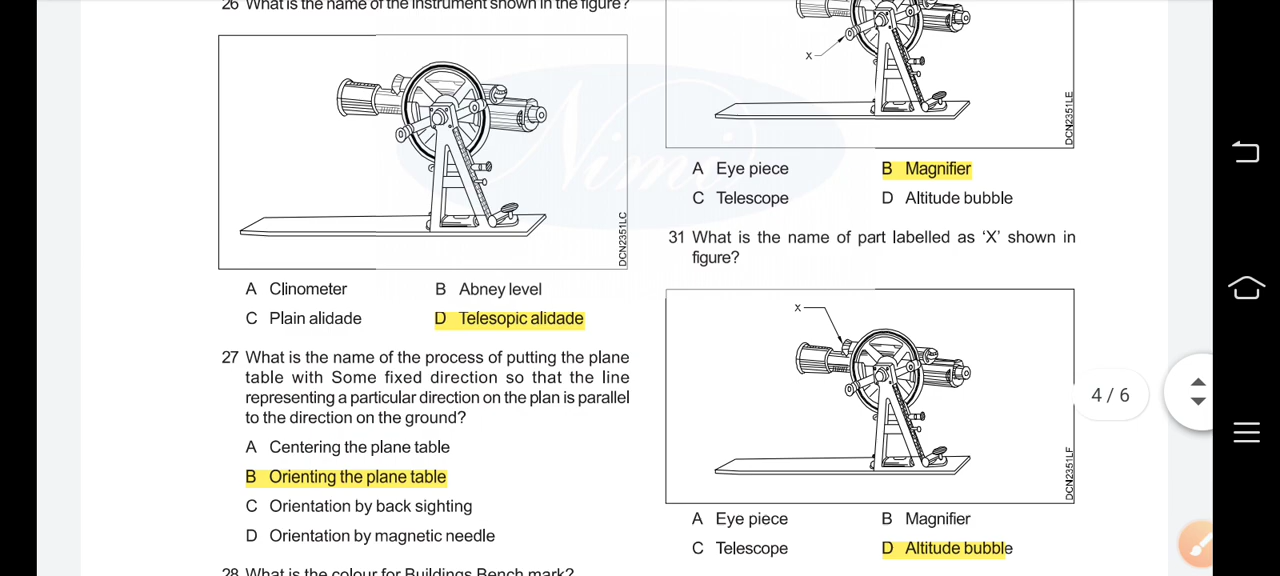 26 What is the name of the instrument shown in the figure?
DCN2351LC
A Clinometer
B Abney level
C Plain alidade
D Telesopic alidade
27 What is the name of the process of putting the plane
table with Some fixed direction so that the line
representing a particular direction on the plan is parallel
to the direction on the ground?
A Centering the plane table
B Orienting the plane table
C Orientation by back sighting
D Orientation by magnetic needle
28 What is the colour for Buildings Bench mark?
X
DCN2351LE
A Eye piece
B Magnifier
C Telescope
D Altitude bubble
31 What is the name of part labelled as ‘X’ shown in
figure?
X
DCN2351LF
A Eye piece
B Magnifier
C Telescope
D Altitude bubble
Nimi
4 / 6